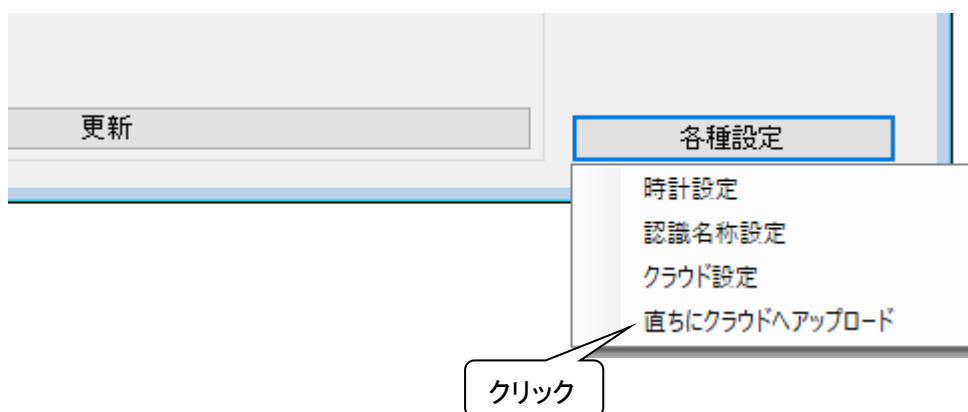 更新
各種設定
時計設定
認識名称設定
クラウド設定
直ちにクラウドへアップロード
クリック